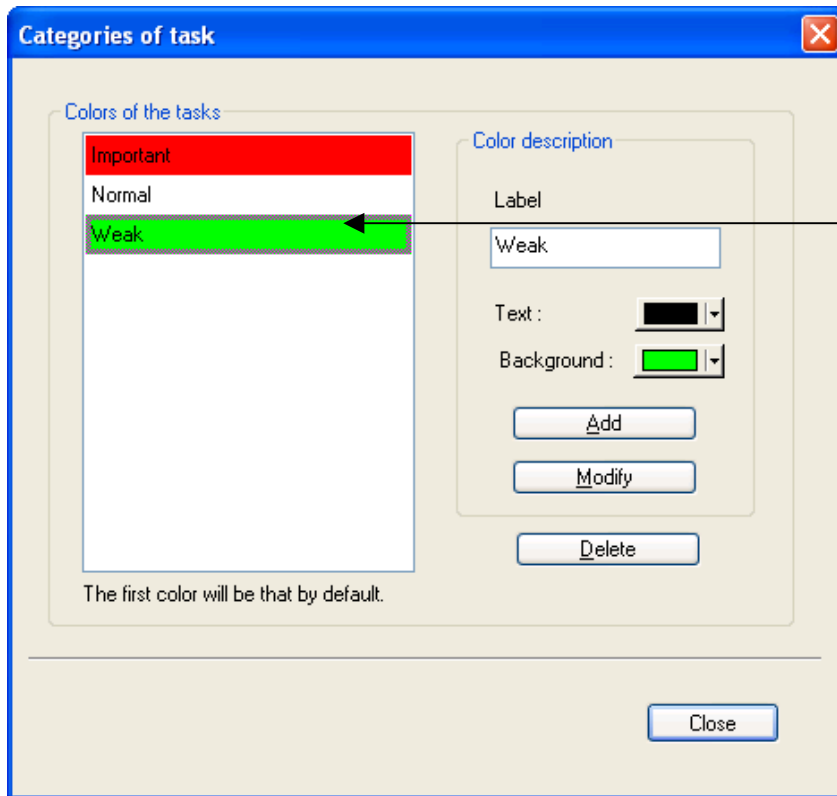 Categories of task
Colors of the tasks
Important
Normal
Weak
The first color will be that by default.
Color description
Label
Weak
Text :
Background :
Add
Modify
Delete
Close